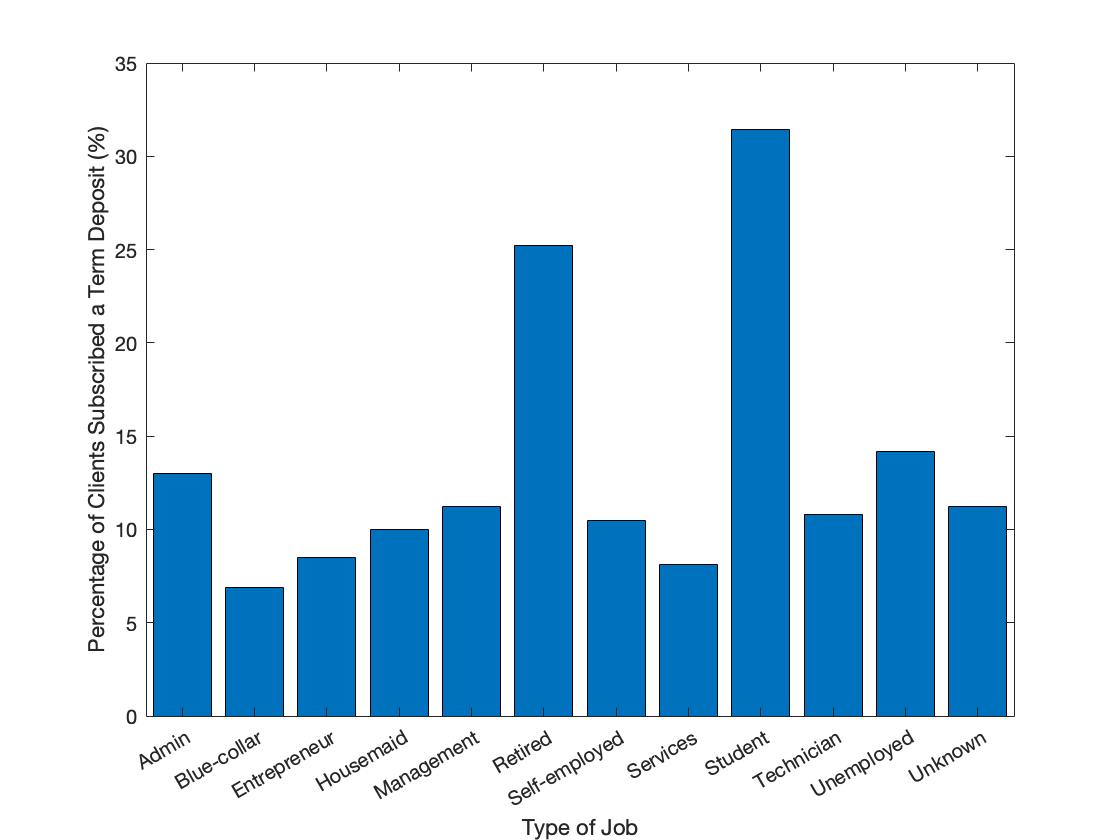 35
30
25
20
15
10
5
0
Percentage of Clients Subscribed a Term Deposit (%)
Admin
Blue-collar
Entrepreneur
Housemaid
Management
Retired
Self-employed
Services
Student
Technician
Unemployed
Unknown
Type of Job